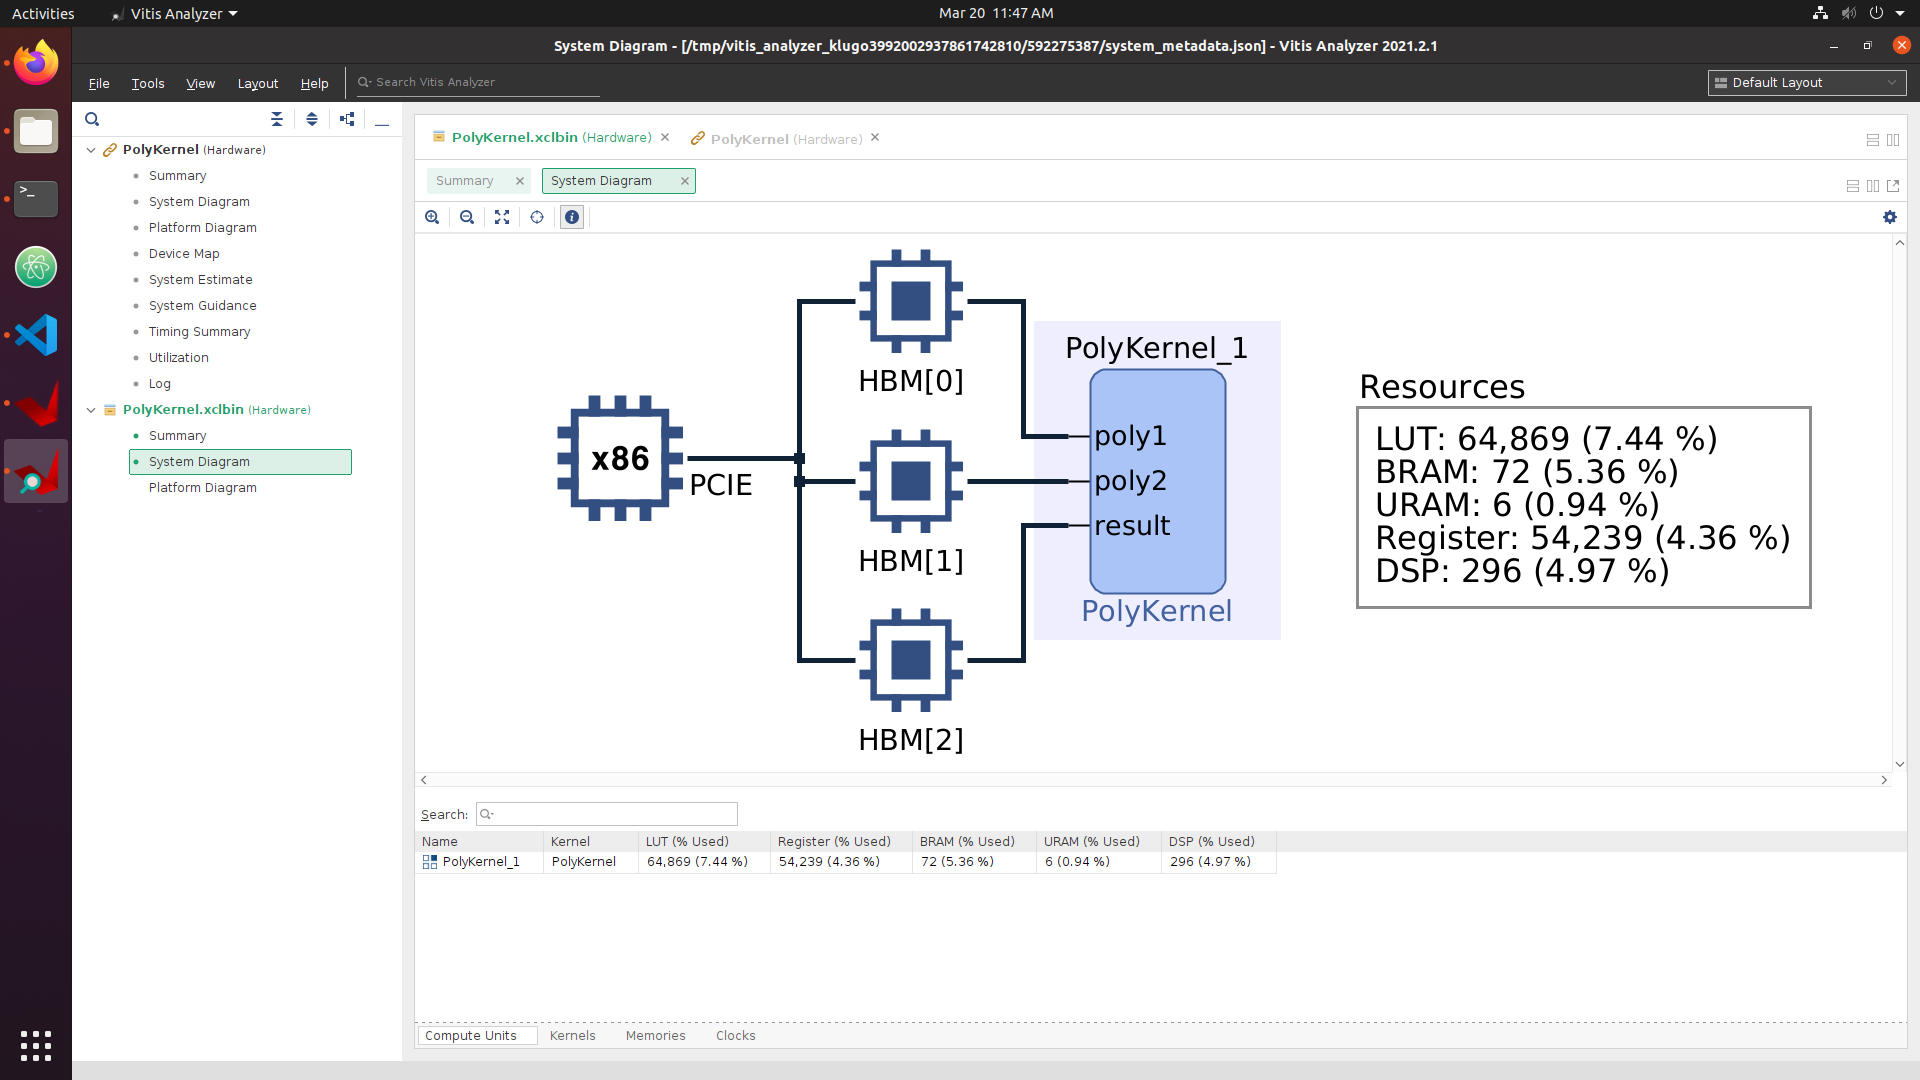 Activities
Vitis Analyzer
Mar 20 11:47 AM
System Diagram - [/tmp/vitis_analyzer_klugo3992002937861742810/592275387/system_metadata.json] - Vitis Analyzer 2021.2.1
File Tools View Layout Help
Search Vitis Analyzer
Default Layout
PolyKernel (Hardware)
Summary
System Diagram
Platform Diagram
Device Map
System Estimate
System Guidance
Timing Summary
Utilization
Log
PolyKernel.xclbin (Hardware)
Summary
System Diagram
Platform Diagram
PolyKernel.xclbin (Hardware)
PolyKernel (Hardware)
Summary
System Diagram
x86
PCIE
HBM[0]
HBM[1]
HBM[2]
PolyKernel_1
poly1
poly2
result
PolyKernel
Resources
LUT: 64,869 (7.44 %)
BRAM: 72 (5.36 %)
URAM: 6 (0.94 %)
Register: 54,239 (4.36 %)
DSP: 296 (4.97 %)
Search:
Name Kernel LUT (% Used) Register (% Used) BRAM (% Used) URAM (% Used) DSP (% Used)
PolyKernel_1 PolyKernel 64,869 (7.44 %) 54,239 (4.36 %) 72 (5.36 %) 6 (0.94 %) 296 (4.97 %)
Compute Units Kernels Memories Clocks